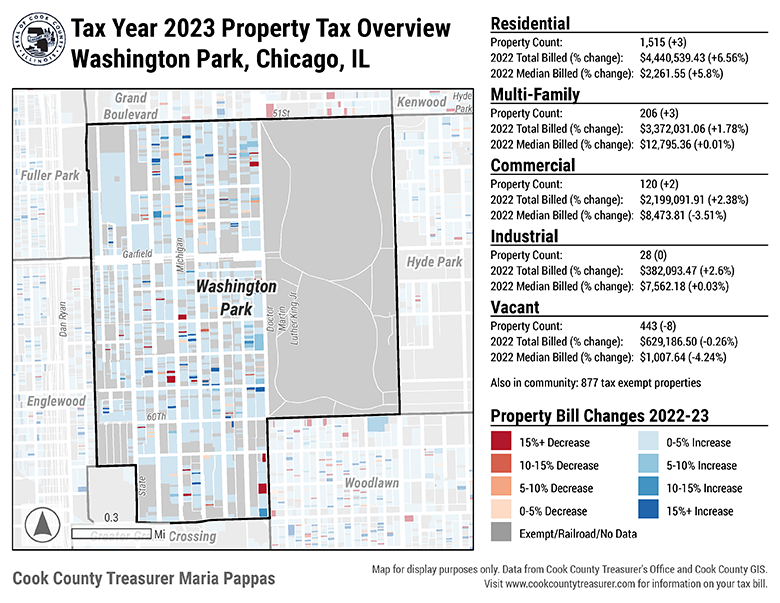 Tax Year 2023 Property Tax Overview
Washington Park, Chicago, IL
Residential
Property Count: 1,515 (+3)
2022 Total Billed (% change): $4,440,539.43 (+6.56%)
2022 Median Billed (% change): $2,261.55 (+5.8%)
Multi-Family
Property Count: 206 (+3)
2022 Total Billed (% change): $3,372,031.06 (+1.78%)
2022 Median Billed (% change): $12,795.36 (+0.01%)
Commercial
Property Count: 120 (+2)
2022 Total Billed (% change): $2,199,091.91 (+2.38%)
2022 Median Billed (% change): $8,473.81 (-3.51%)
Industrial
Property Count: 28 (0)
2022 Total Billed (% change): $382,093.47 (+2.6%)
2022 Median Billed (% change): $7,562.18 (+0.03%)
Vacant
Property Count: 443 (-8)
2022 Total Billed (% change): $629,186.50 (-0.26%)
2022 Median Billed (% change): $1,007.64 (-4.24%)
Also in community: 877 tax exempt properties
Property Bill Changes 2022-23
15%+ Decrease
10-15% Decrease
5-10% Decrease
0-5% Decrease
0-5% Increase
5-10% Increase
10-15% Increase
15%+ Increase
Exempt/Railroad/No Data
Grand
Boulevard
51St
Kenwood
Hyde
Park
Fuller Park
Garfield
Michigan
Hyde Park
Washington
Park
Dan Ryan
Doctor
Martin
Luther King Jr
Englewood
60Th
State
Woodlawn
0.3
Mi
Crossing
Cook County Treasurer Maria Pappas
Map for display purposes only. Data from Cook County Treasurer's Office and Cook County GIS.
Visit www.cookcountytreasurer.com for information on your tax bill.